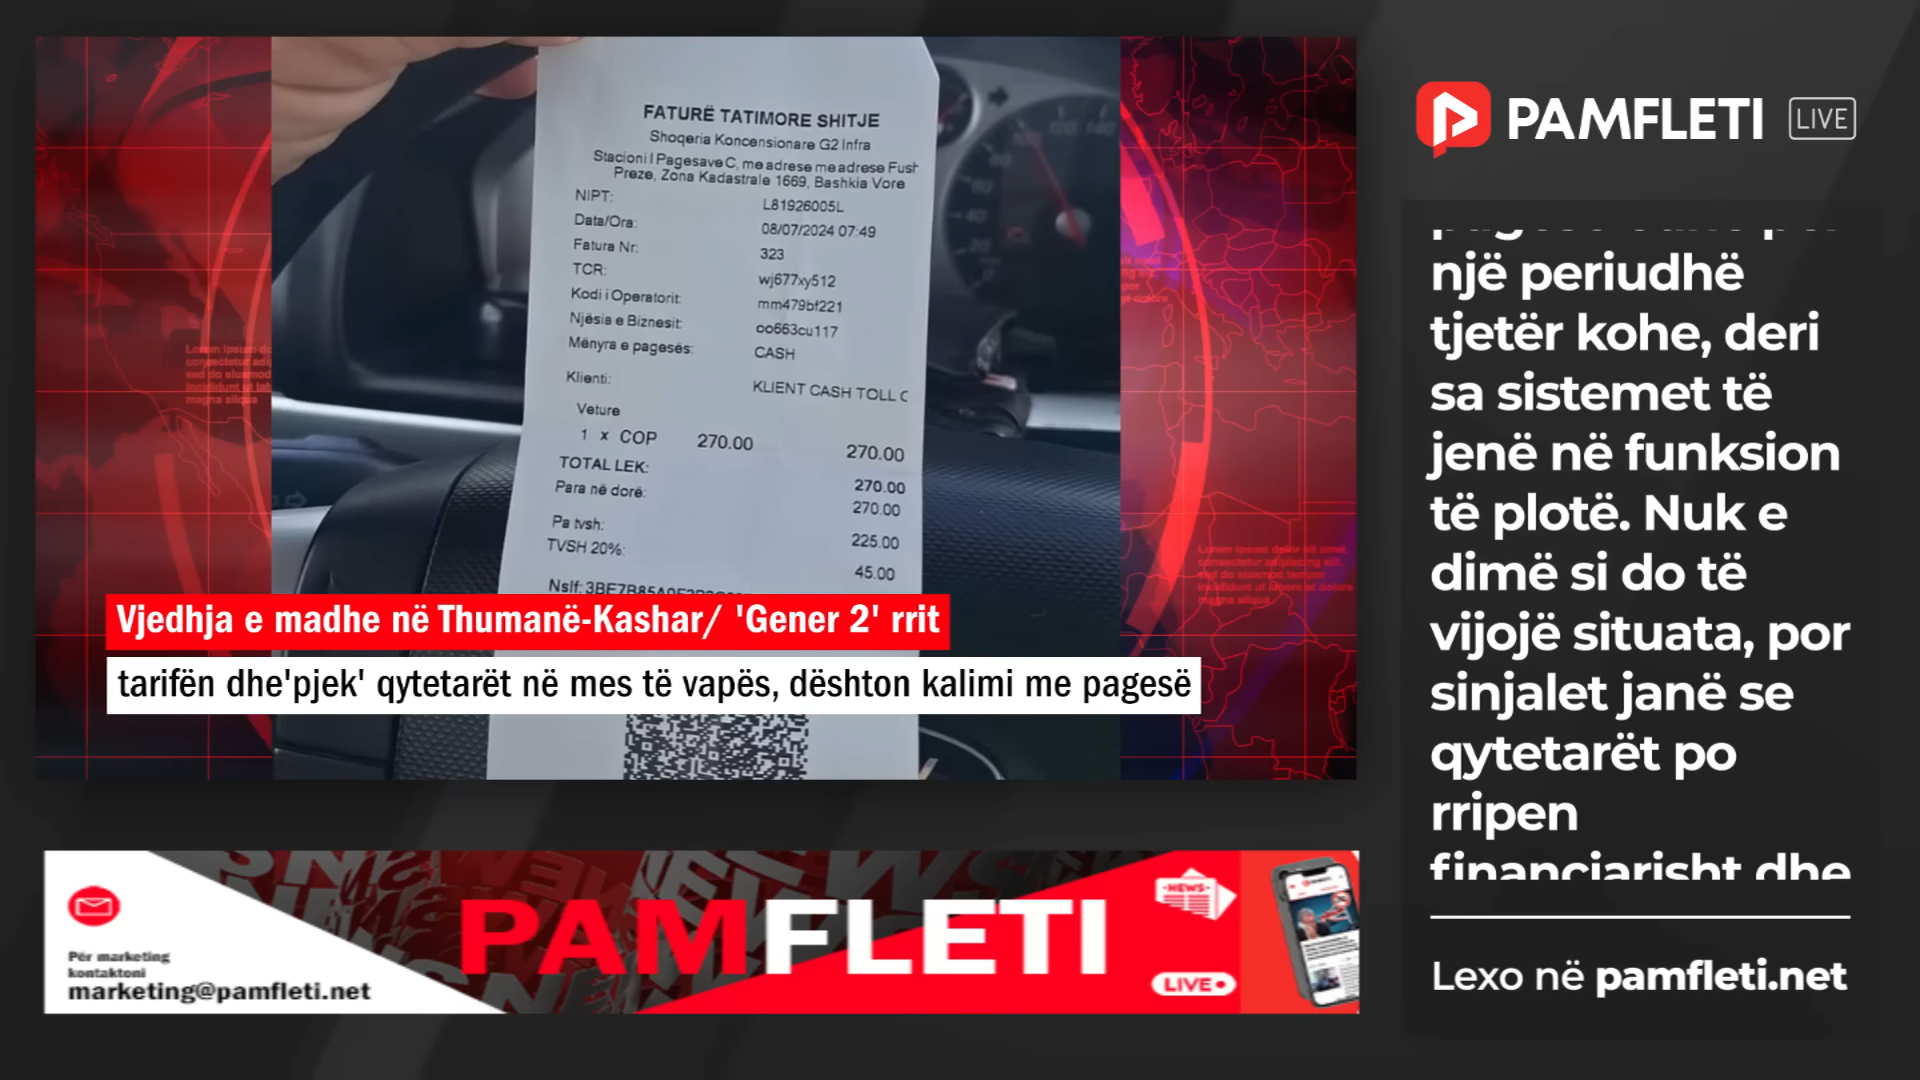 FATURË TATIMORE SHITJE
Shoqeria Koncensionare G2 Infra
Stacioni I Pagesave C, me adrese me adrese Fush
Preze, Zona Kadastrale 1669, Bashkia Vore
NIPT: L81926005L
Data/Ora: 08/07/2024 07:49
Fatura Nr: 323
TCR: wj677xy512
Kodi i Operatorit: mm479bf221
Njësia e Biznesit: oo663cu117
Mënyra e pagesës: CASH
Klienti: KLIENT CASH TOLL C
Veture
1 x COP 270.00 270.00
TOTAL LEK: 270.00
Para në dorë: 270.00
Pa tvsh: 225.00
TVSH 20%: 45.00
Nslf:
Vjedhja e madhe në Thumanë-Kashar/ 'Gener 2' rrit
tarifën dhe'pjek' qytetarët në mes të vapës, dështon kalimi me pagesë
Për marketing
kontaktoni
marketing@pamfleti.net
PAMFLETI
NEWS
LIVE
PAMFLETI LIVE
një periudhë
tjetër kohe, deri
sa sistemet të
jenë në funksion
të plotë. Nuk e
dimë si do të
vijojë situata, por
sinjalet janë se
qytetarët po
rripen
financiarisht dhe
Lexo në pamfleti.net